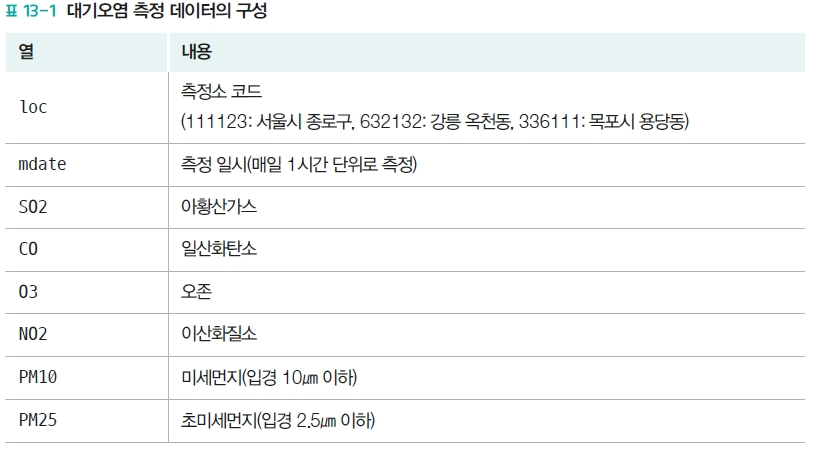 표 13-1 대기오염 측정 데이터의 구성
열 내용
loc 측정소 코드
(111123: 서울시 종로구, 632132: 강릉 옥천동, 336111: 목포시 용당동)
mdate 측정 일시(매일 1시간 단위로 측정)
SO2 아황산가스
CO 일산화탄소
O3 오존
NO2 이산화질소
PM10 미세먼지(입경 10㎛ 이하)
PM25 초미세먼지(입경 2.5㎛ 이하)